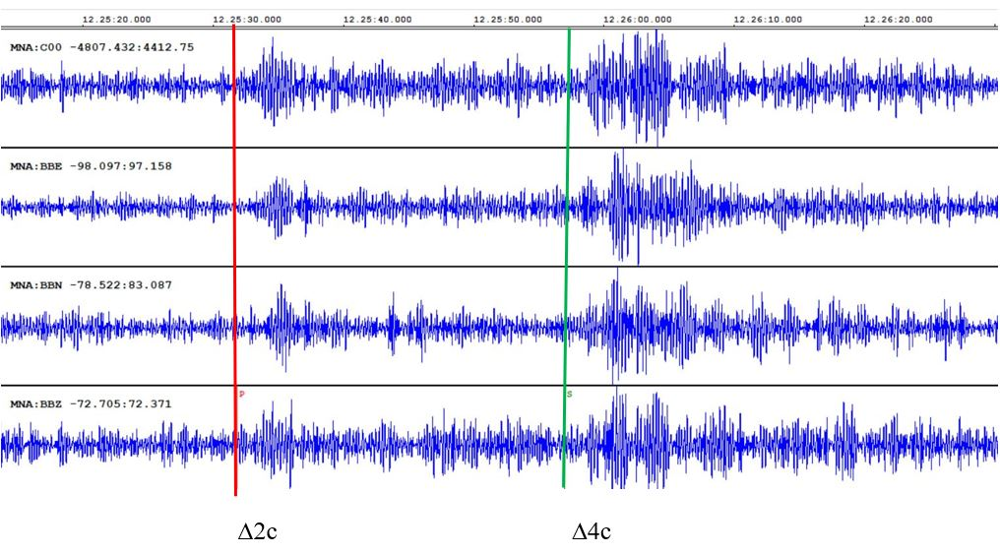 12.25:20.000 12.25:30.000 12.25:40.000 12.25:50.000 12.26:00.000 12.26:10.000 12.26:20.000
MNA:C00 -4807.432:4412.75
MNA:BBE -98.097:97.158
MNA:BBN -78.522:83.087
P S
MNA:BBZ -72.705:72.371
Δ2c Δ4c